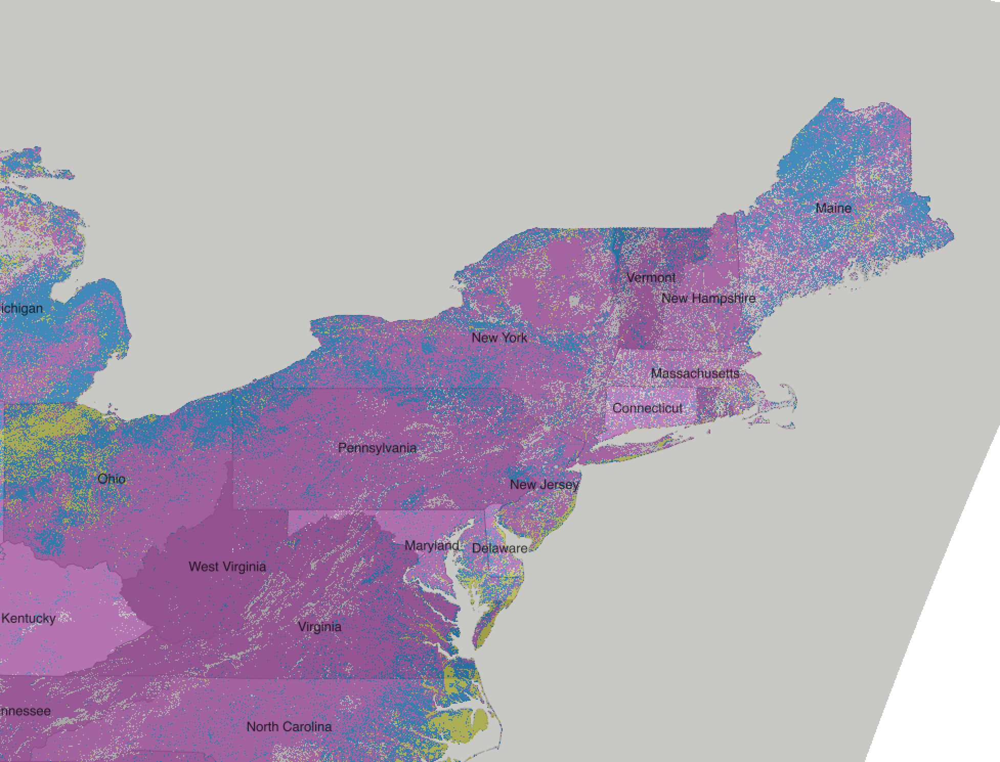 Maine
Vermont
New Hampshire
ichigan
New York
Massachusetts
Connecticut
Pennsylvania
Ohio
New Jersey
Maryland
Delaware
West Virginia
Kentucky
Virginia
nnessee
North Carolina